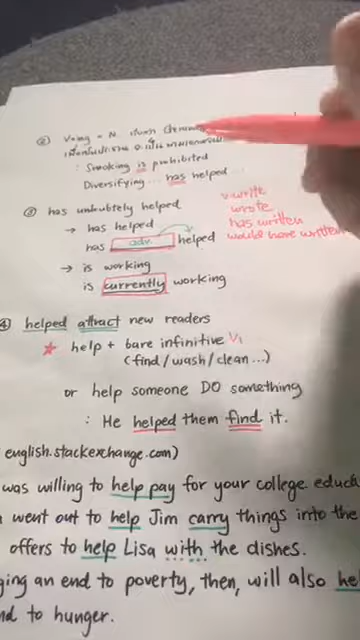 ② Ving = N.
: Smoking is prohibited
Diversifying ... has helped ...
v. write
wrote
has written
would have written
③ has undoubtely helped
→ has helped
has adv. helped
→ is working
is currently working
④ helped attract new readers
★ help + bare infinitive V1
(find/wash/clean...)
or help someone DO something
: He helped them find it.
english.stackexchange.com)
was willing to help pay for your college educa
went out to help Jim carry things into the
offers to help Lisa with the dishes.
ging an end to poverty, then, will also he
nd to hunger.